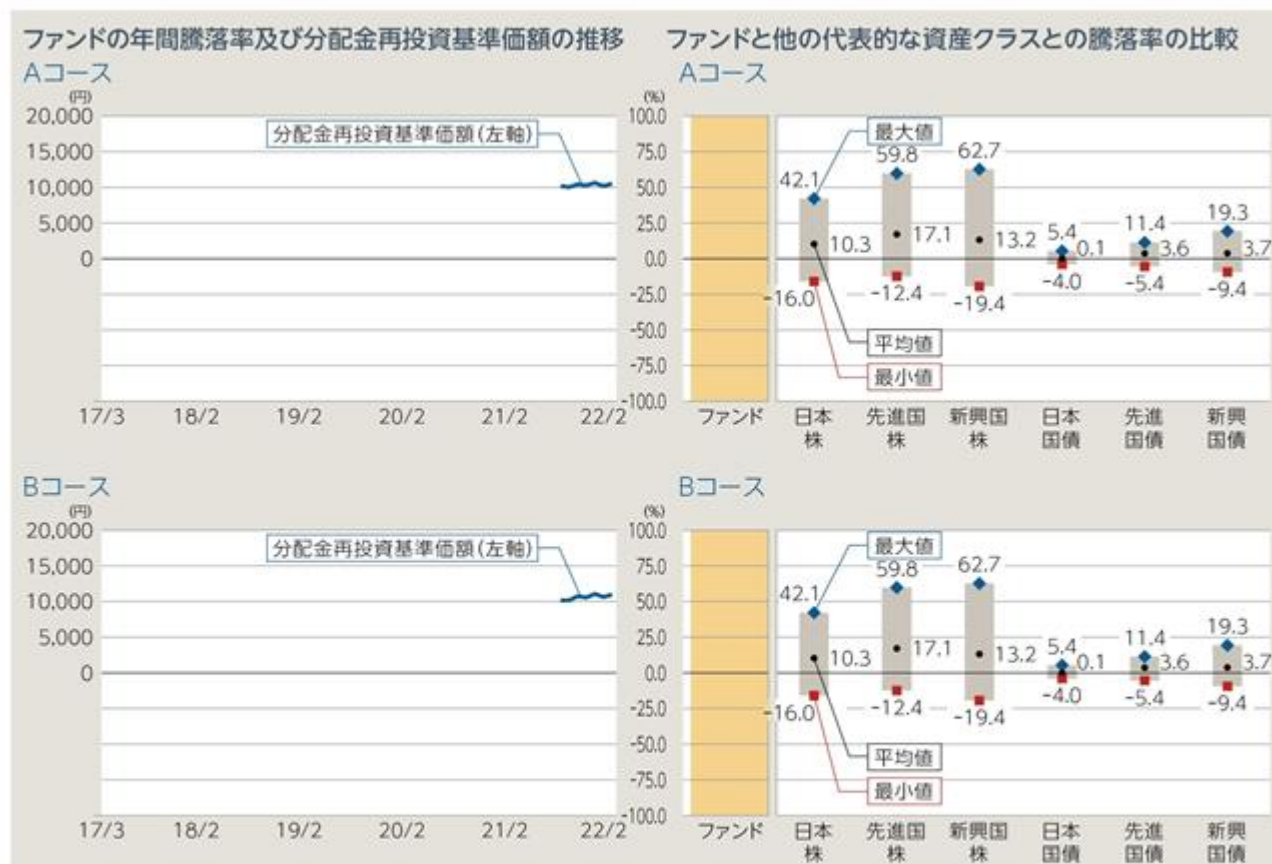 ファンドの年間騰落率及び分配金再投資基準価額の推移
Aコース
(円)
20,000
15,000
10,000
5,000
0
分配金再投資基準価額(左軸)
(%)
100.0
75.0
50.0
25.0
0.0
-25.0
-50.0
-75.0
-100.0
17/3 18/2 19/2 20/2 21/2 22/2
ファンドと他の代表的な資産クラスとの騰落率の比較
Aコース
最大値
42.1 59.8 62.7 5.4 11.4 19.3
10.3 17.1 13.2 0.1 3.6 3.7
-16.0 -12.4 -19.4 -4.0 -5.4 -9.4
平均値
最小値
ファンド 日本 先進国 新興国 日本 先進 新興
株 株 株 国債 国債 国債
Bコース
(円)
20,000
15,000
10,000
5,000
0
分配金再投資基準価額(左軸)
(%)
100.0
75.0
50.0
25.0
0.0
-25.0
-50.0
-75.0
-100.0
17/3 18/2 19/2 20/2 21/2 22/2
Bコース
最大値
42.1 59.8 62.7 5.4 11.4 19.3
10.3 17.1 13.2 0.1 3.6 3.7
-16.0 -12.4 -19.4 -4.0 -5.4 -9.4
平均値
最小値
ファンド 日本 先進国 新興国 日本 先進 新興
株 株 株 国債 国債 国債